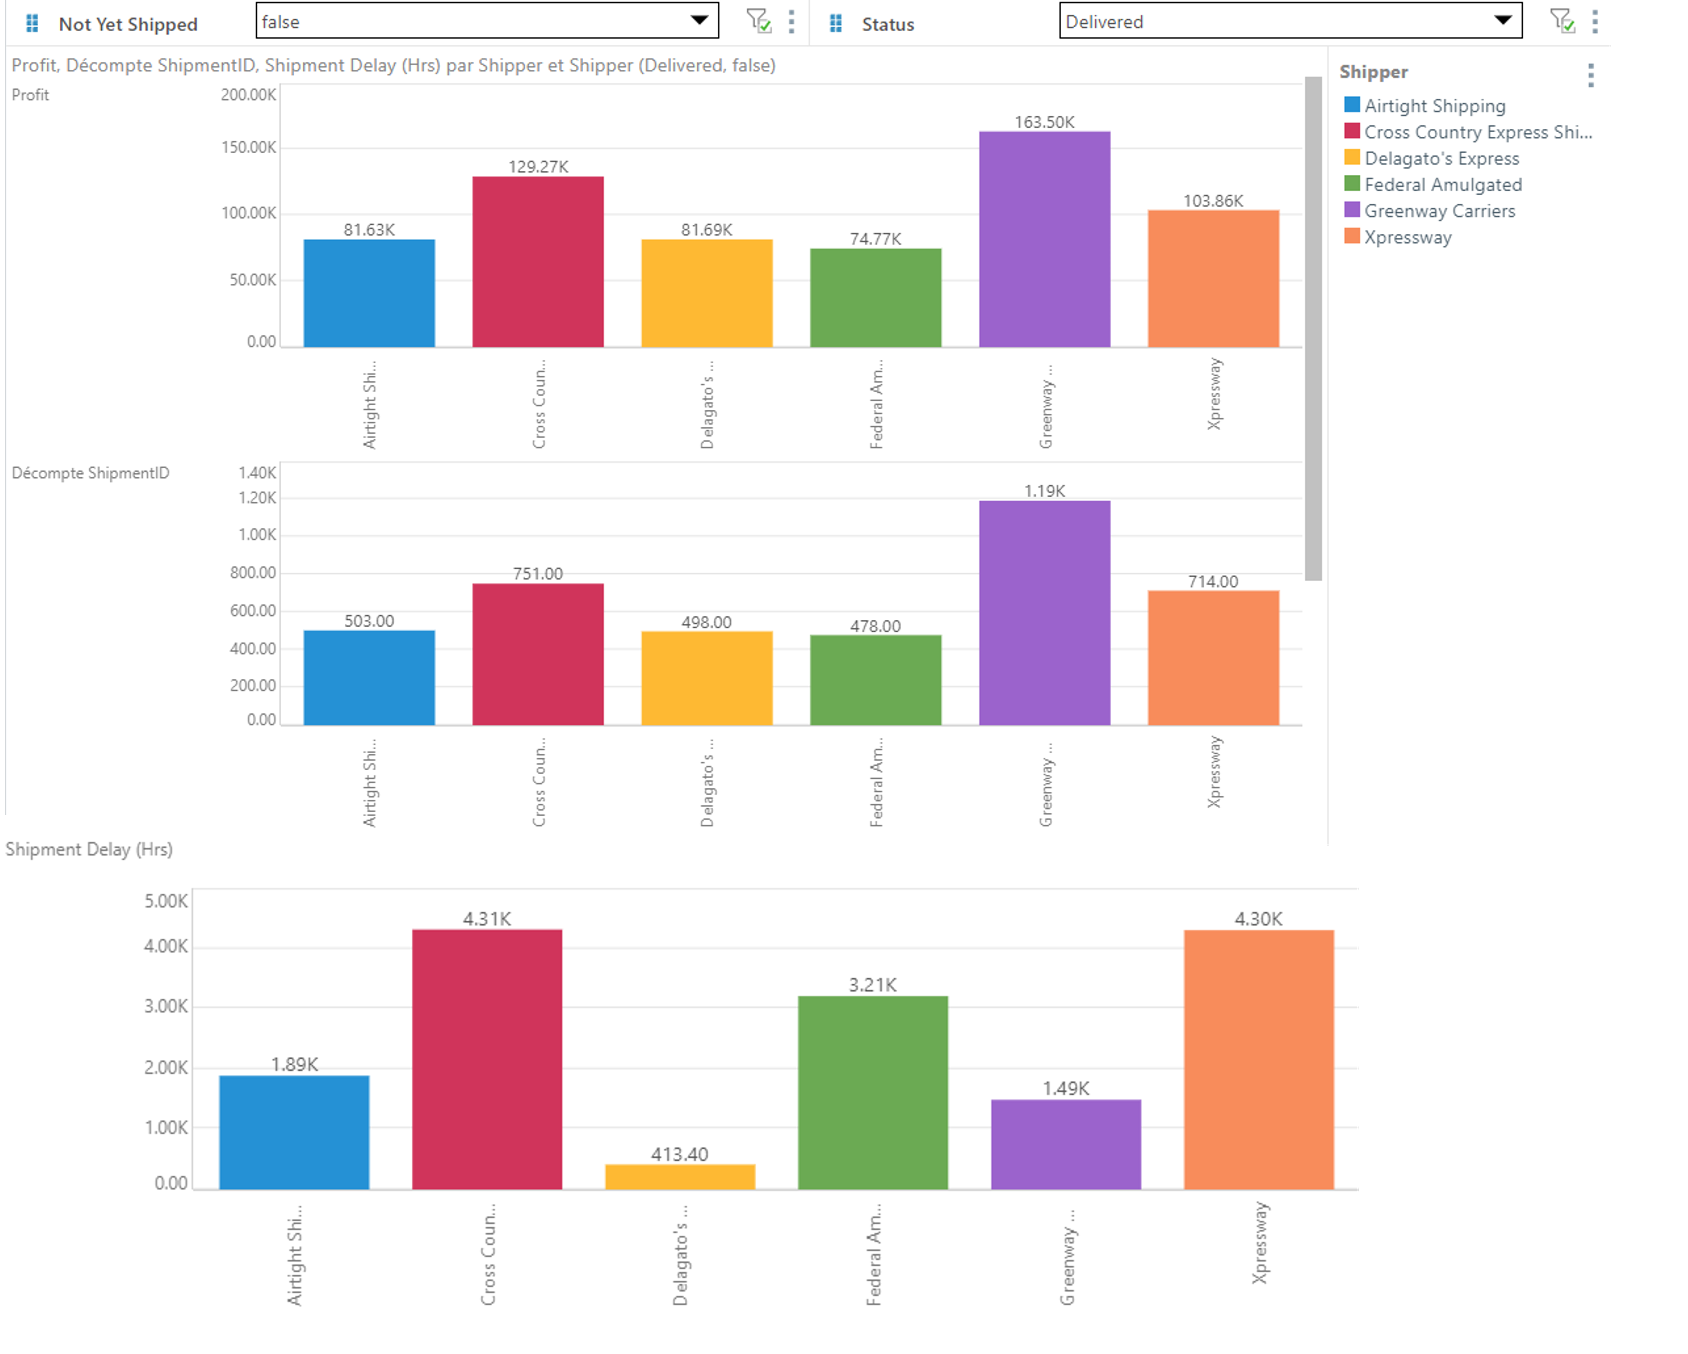 Not Yet Shipped
false
Status
Delivered
Profit, Décompte ShipmentID, Shipment Delay (Hrs) par Shipper et Shipper (Delivered, false)
Profit
200.00K
150.00K
100.00K
50.00K
0.00
81.63K
129.27K
81.69K
74.77K
163.50K
103.86K
Airtight Shi...
Cross Coun...
Delagato's ...
Federal Am...
Greenway ...
Xpressway
Shipper
Airtight Shipping
Cross Country Express Shi...
Delagato's Express
Federal Amulgated
Greenway Carriers
Xpressway
Décompte ShipmentID
1.40K
1.20K
1.00K
800.00
600.00
400.00
200.00
0.00
503.00
751.00
498.00
478.00
1.19K
714.00
Airtight Shi...
Cross Coun...
Delagato's ...
Federal Am...
Greenway ...
Xpressway
Shipment Delay (Hrs)
5.00K
4.00K
3.00K
2.00K
1.00K
0.00
1.89K
4.31K
413.40
3.21K
1.49K
4.30K
Airtight Shi...
Cross Coun...
Delagato's ...
Federal Am...
Greenway ...
Xpressway